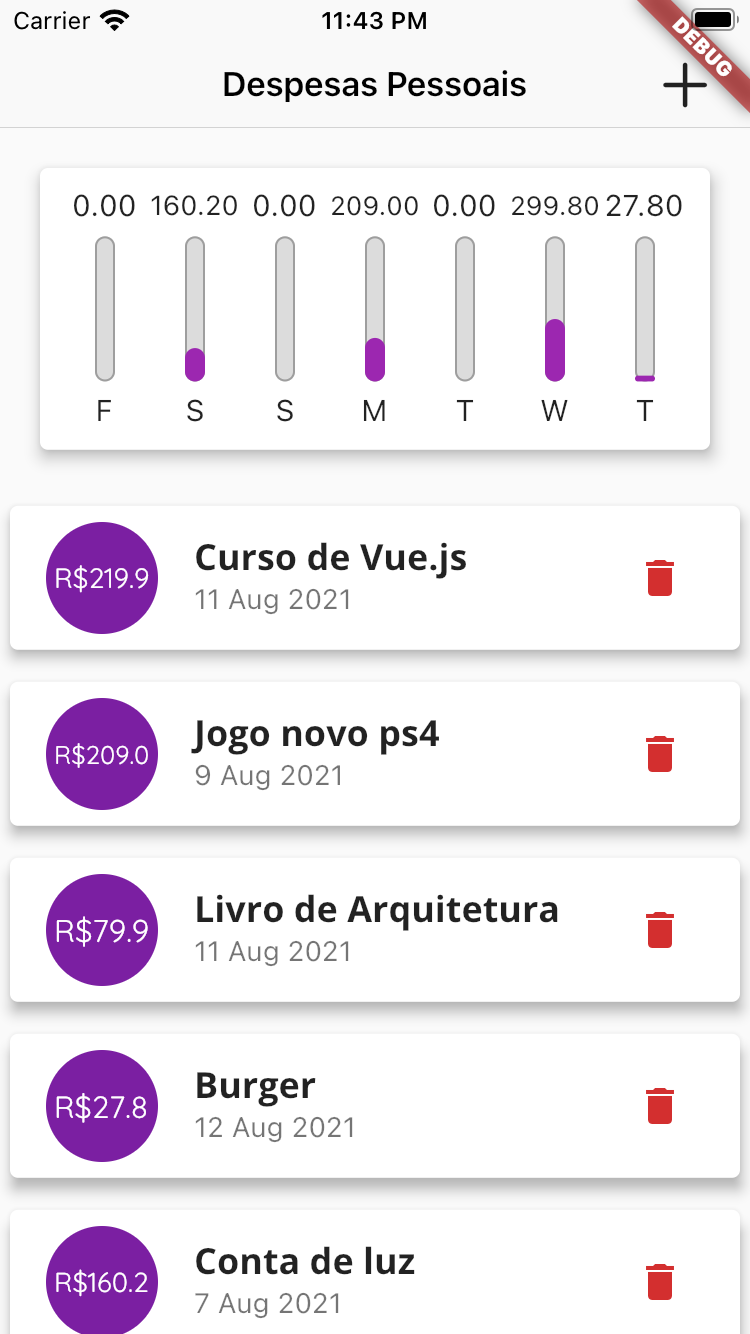 Carrier 11:43 PM
DEBUG
Despesas Pessoais
0.00 160.20 0.00 209.00 0.00 299.80 27.80
F S S M T W T
R$219.9
Curso de Vue.js
11 Aug 2021
R$209.0
Jogo novo ps4
9 Aug 2021
R$79.9
Livro de Arquitetura
11 Aug 2021
R$27.8
Burger
12 Aug 2021
R$160.2
Conta de luz
7 Aug 2021